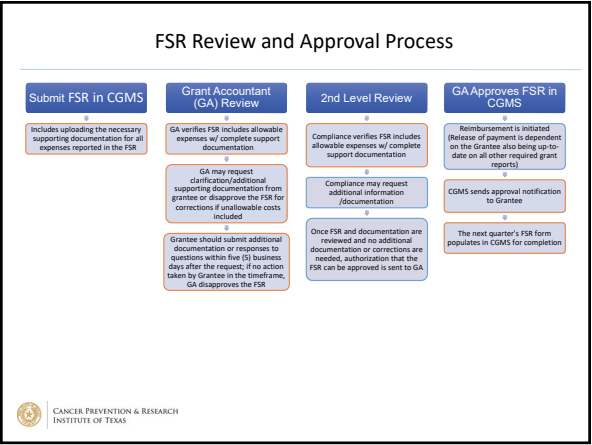 FSR Review and Approval Process
Submit FSR in CGMS
Includes uploading the necessary
supporting documentation for all
expenses reported in the FSR
Grant Accountant
(GA) Review
GA verifies FSR includes allowable
expenses w/ complete support
documentation
GA may request
clarification/additional
supporting documentation from
grantee or disapprove the FSR for
corrections if unallowable costs
included
Grantee should submit additional
documentation or responses to
questions within five (5) business
days after the request; if no action
taken by Grantee in the timeframe,
GA disapproves the FSR
2nd Level Review
Compliance verifies FSR includes
allowable expenses w/ complete
support documentation
Compliance may request
additional information
/documentation
Once FSR and documentation are
reviewed and no additional
documentation or corrections are
needed, authorization that the
FSR can be approved is sent to GA
GA Approves FSR in
CGMS
Reimbursement is initiated
(Release of payment is dependent
on the Grantee also being up-to-
date on all other required grant
reports)
CGMS sends approval notification
to Grantee
The next quarter's FSR form
populates in CGMS for completion
CANCER PREVENTION & RESEARCH
INSTITUTE OF TEXAS